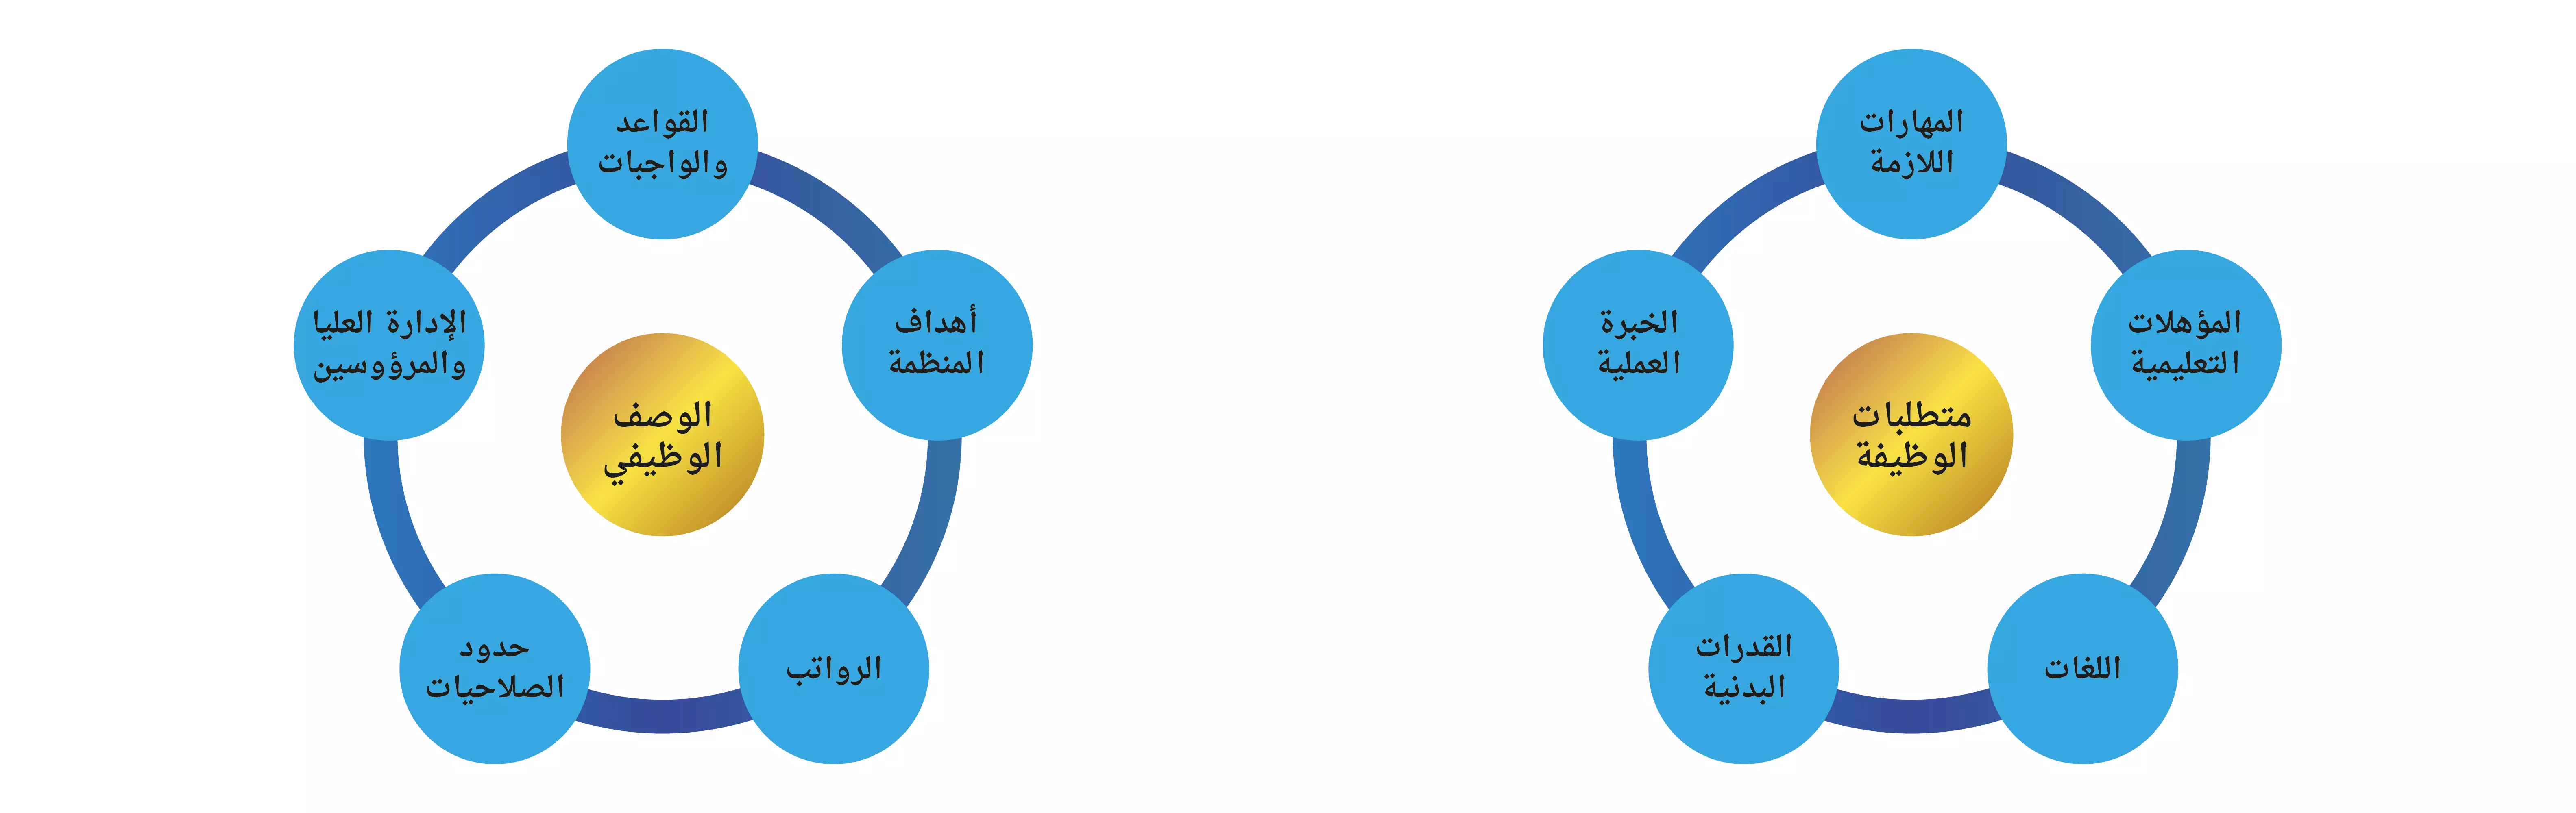 المهارات
اللازمة
المؤهلات
التعليمية
اللغات
القدرات
البدنية
الخبرة
العملية
متطلبات
الوظيفة
القواعد
والواجبات
أهداف
المنظمة
الرواتب
حدود
الصلاحيات
الإدارة العليا
والمرؤوسين
الوصف
الوظيفي